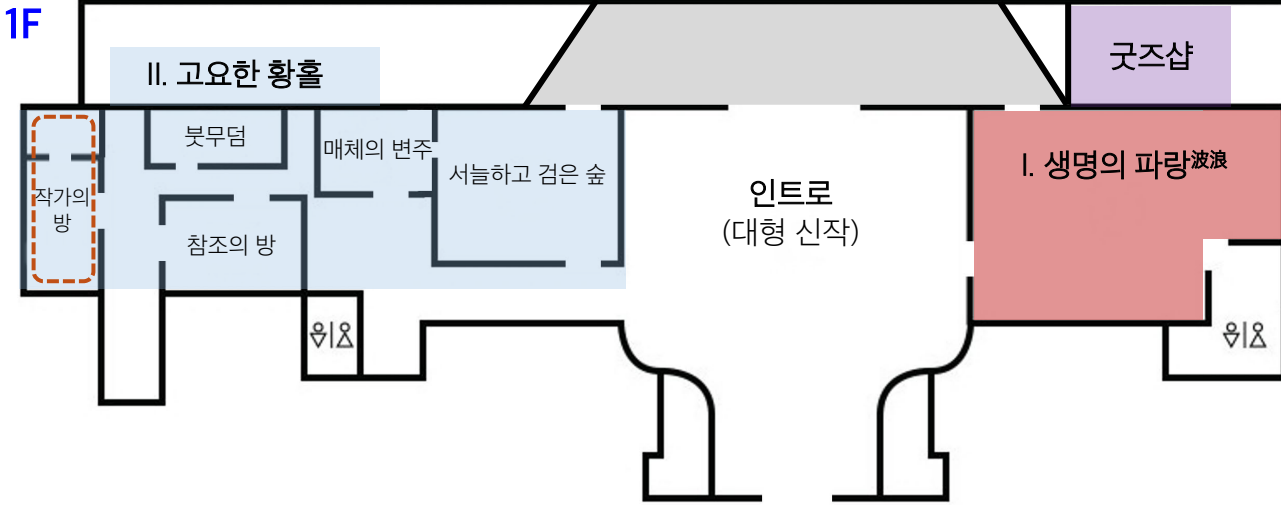 1F
II. 고요한 황홀
굿즈샵
붓무덤
매체의 변주
서늘하고 검은 숲
작가의
방
참조의 방
인트로
(대형 신작)
I. 생명의 파랑波浪